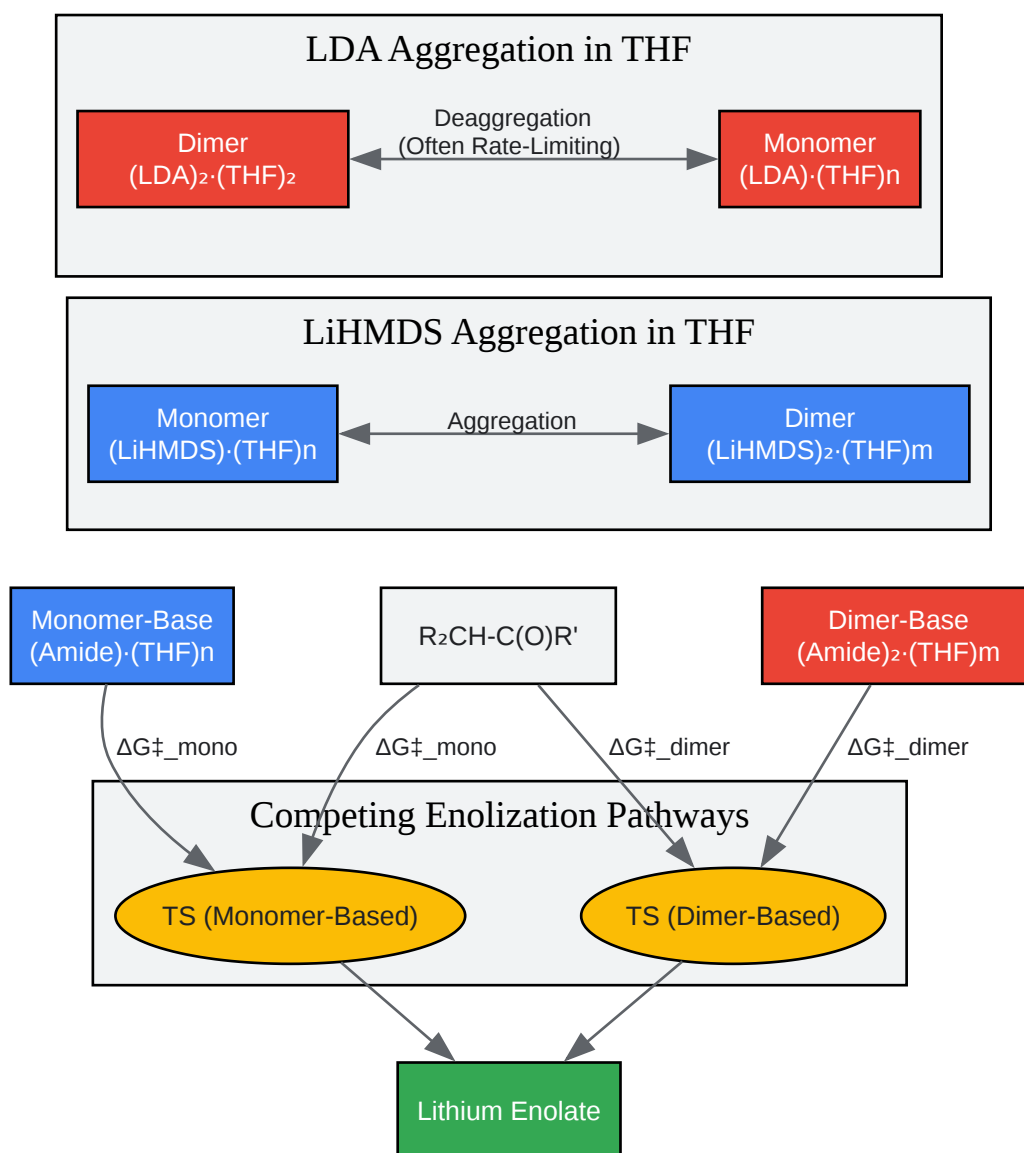 LDA Aggregation in THF
Dimer
(LDA)₂·(THF)₂
Deaggregation
(Often Rate-Limiting)
Monomer
(LDA)·(THF)n
LiHMDS Aggregation in THF
Monomer
(LiHMDS)·(THF)n
Aggregation
Dimer
(LiHMDS)₂·(THF)m
Monomer-Base
(Amide)·(THF)n
R₂CH-C(O)R'
Dimer-Base
(Amide)₂·(THF)m
ΔG‡_mono
ΔG‡_mono
ΔG‡_dimer
ΔG‡_dimer
Competing Enolization Pathways
TS (Monomer-Based)
TS (Dimer-Based)
Lithium Enolate